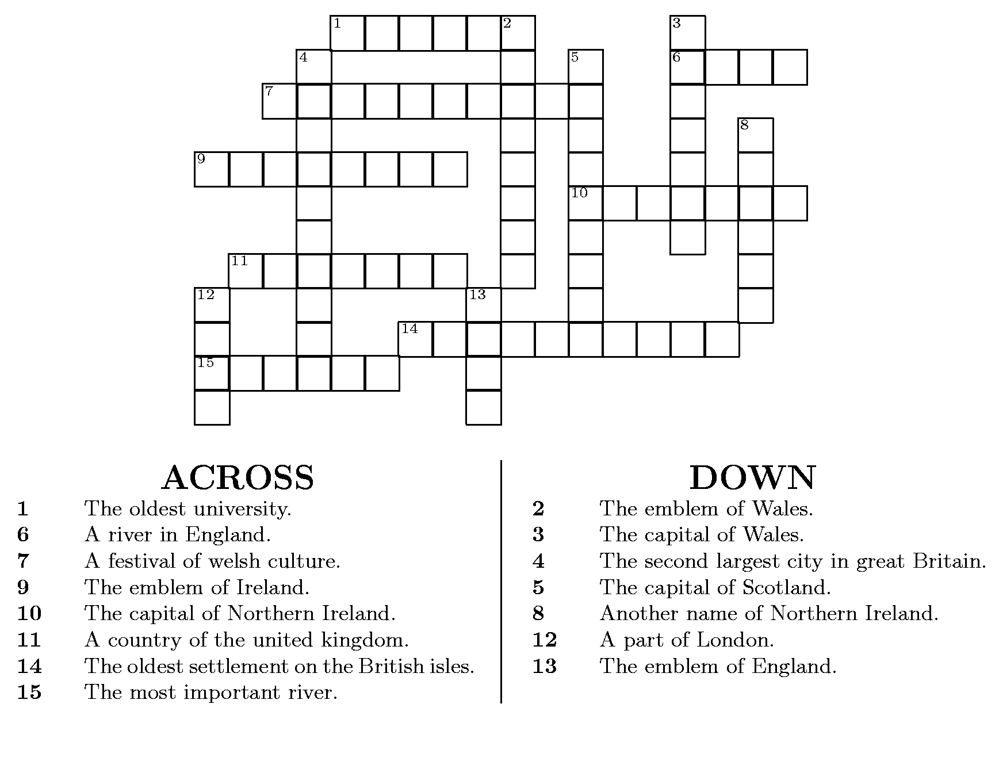 1 2 3
4 5 6
7
8
9
10
11
12 13
14
15
ACROSS
1 The oldest university.
6 A river in England.
7 A festival of welsh culture.
9 The emblem of Ireland.
10 The capital of Northern Ireland.
11 A country of the united kingdom.
14 The oldest settlement on the British isles.
15 The most important river.
DOWN
2 The emblem of Wales.
3 The capital of Wales.
4 The second largest city in great Britain.
5 The capital of Scotland.
8 Another name of Northern Ireland.
12 A part of London.
13 The emblem of England.